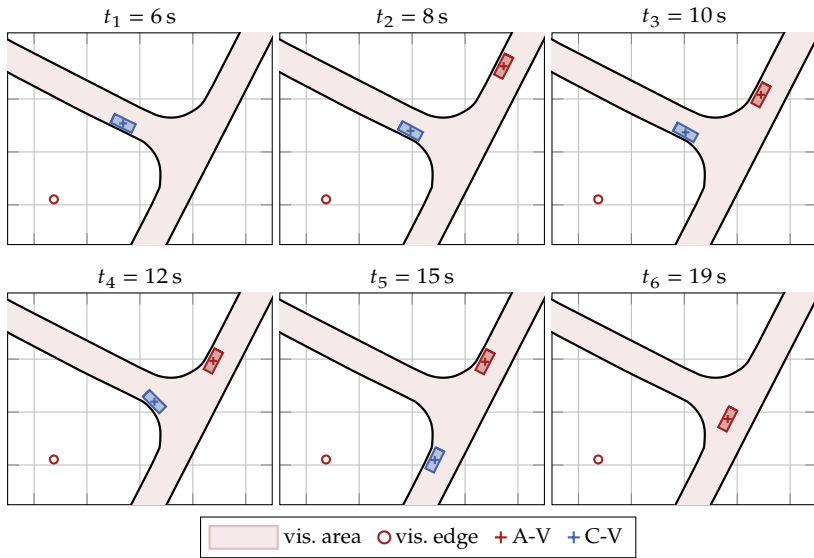 t₁ = 6 s
t₂ = 8 s
t₃ = 10 s
t₄ = 12 s
t₅ = 15 s
t₆ = 19 s
vis. area vis. edge A-V C-V